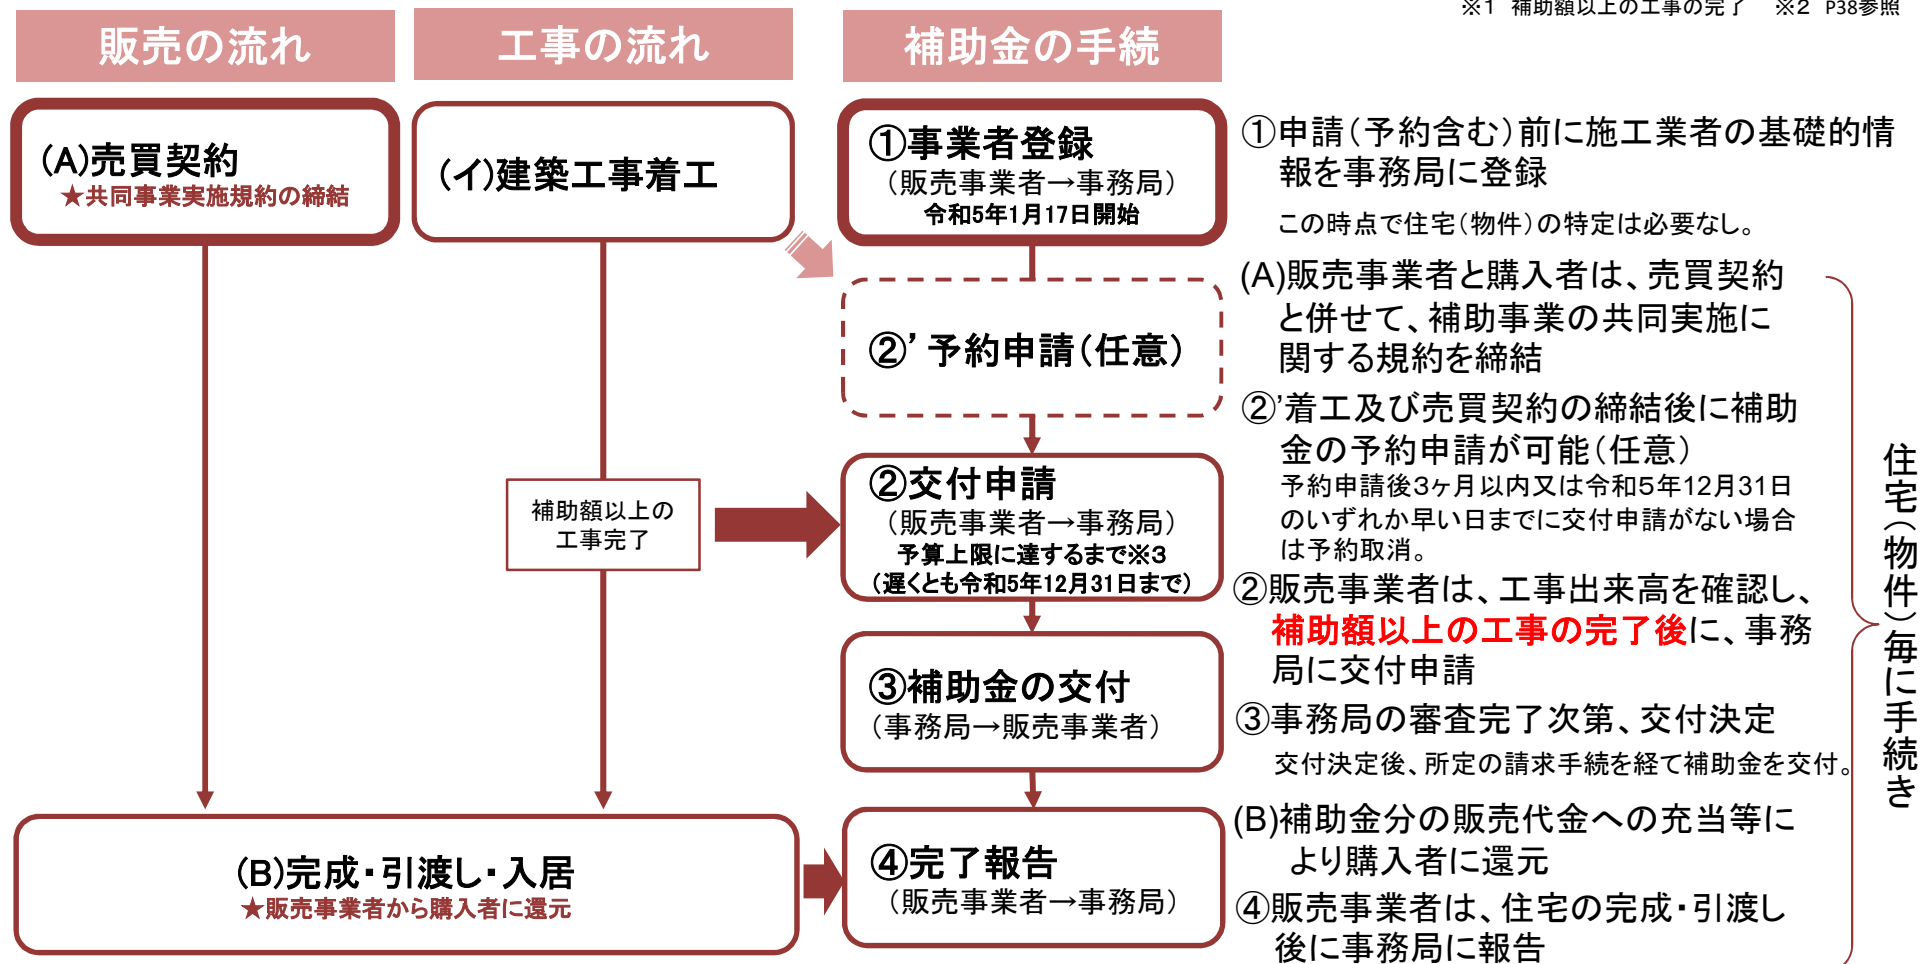 ※1 補助額以上の工事の完了 ※2 P38参照
販売の流れ
工事の流れ
補助金の手続
(A)売買契約
★共同事業実施規約の締結
(イ)建築工事着工
①事業者登録
（販売事業者→事務局）
令和5年1月17日開始
②’予約申請（任意）
補助額以上の
工事完了
②交付申請
（販売事業者→事務局）
予算上限に達するまで※3
（遅くとも令和5年12月31日まで）
③補助金の交付
（事務局→販売事業者）
(B)完成・引渡し・入居
★販売事業者から購入者に還元
④完了報告
（販売事業者→事務局）
①申請（予約含む）前に施工業者の基礎的情
報を事務局に登録
この時点で住宅（物件）の特定は必要なし。
(A)販売事業者と購入者は、売買契約
と併せて、補助事業の共同実施に
関する規約を締結
②’着工及び売買契約の締結後に補助
金の予約申請が可能（任意）
予約申請後3ヶ月以内又は令和5年12月31日
のいずれか早い日までに交付申請がない場合
は予約取消。
②販売事業者は、工事出来高を確認し、
補助額以上の工事の完了後に、事務
局に交付申請
③事務局の審査完了次第、交付決定
交付決定後、所定の請求手続を経て補助金を交付。
(B)補助金分の販売代金への充当等に
より購入者に還元
④販売事業者は、住宅の完成・引渡し
後に事務局に報告
住宅（物件）毎に手続き